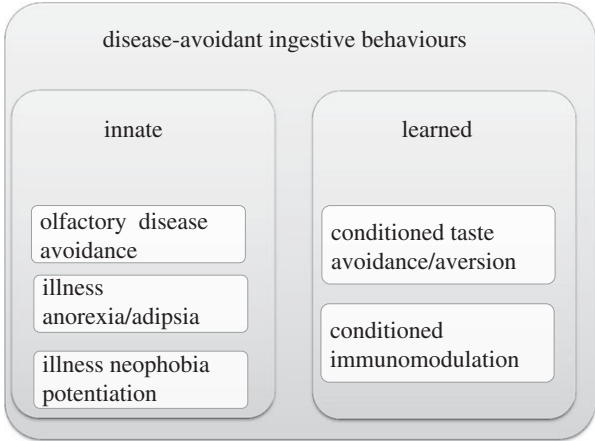 disease-avoidant ingestive behaviours
innate
olfactory disease
avoidance
illness
anorexia/adipsia
illness neophobia
potentiation
learned
conditioned taste
avoidance/aversion
conditioned
immunomodulation